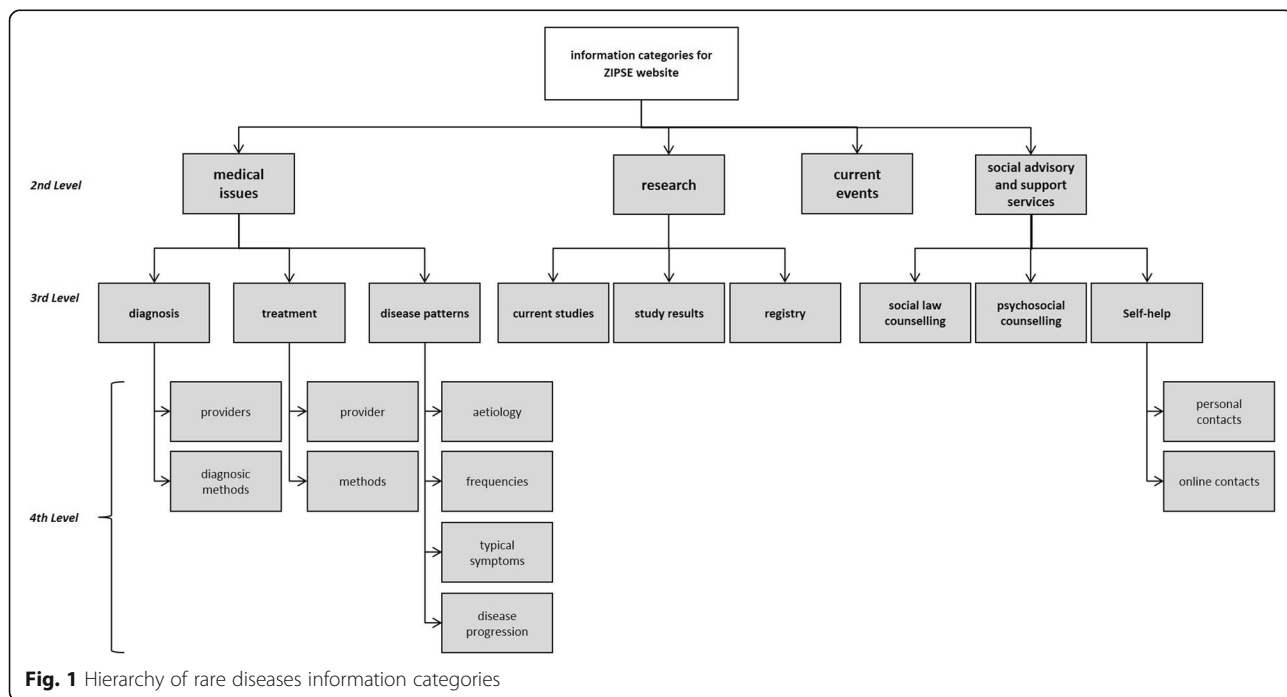 information categories for
ZIPSE website
2nd Level
medical
issues
research
current
events
social advisory
and support
services
3rd Level
diagnosis
treatment
disease patterns
current studies
study results
registry
social law
counselling
psychosocial
counselling
Self-help
4th Level
providers
provider
aetiology
personal
contacts
diagnosic
methods
methods
frequencies
online contacts
typical
symptoms
disease
progression
Fig. 1 Hierarchy of rare diseases information categories